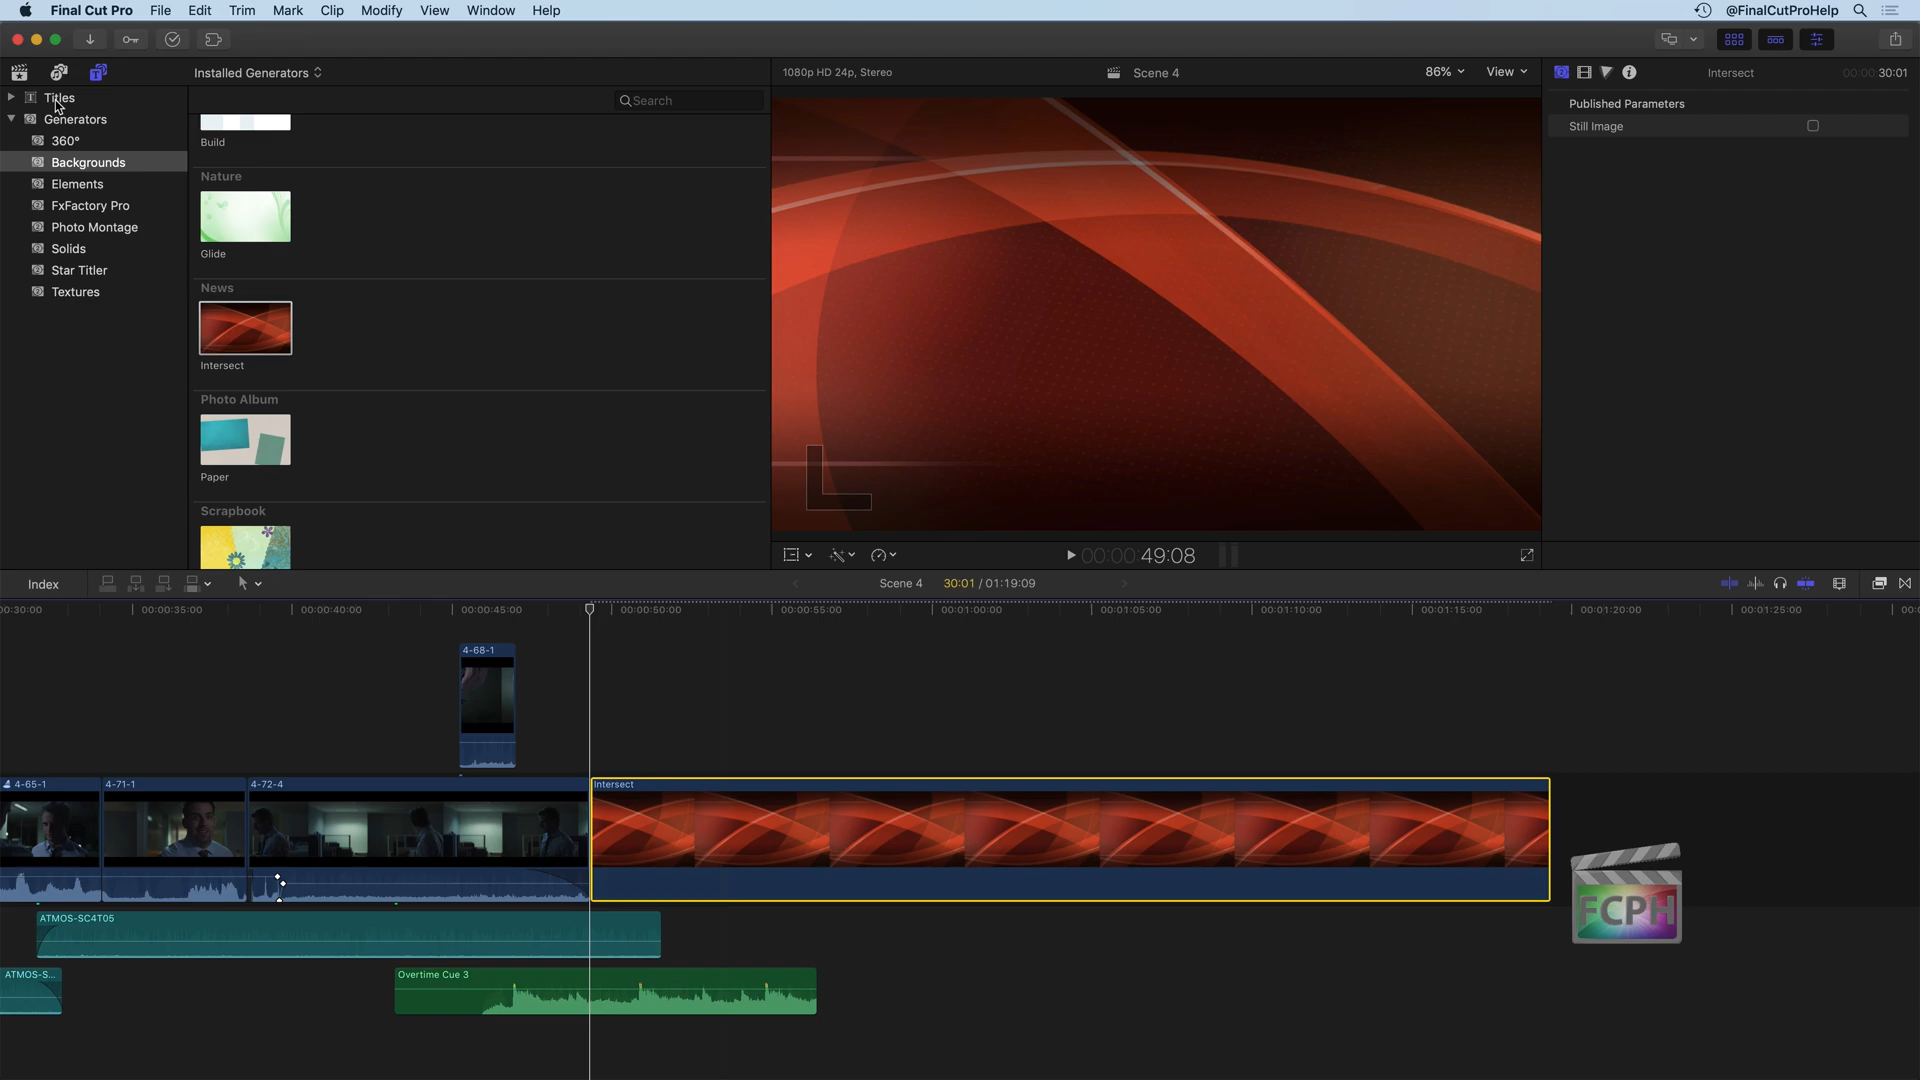 Final Cut Pro File Edit Trim Mark Clip Modify View Window Help @FinalCutProHelp
Installed Generators
1080p HD 24p, Stereo Scene 4 86% View
Intersect 00:00:30:01
Titles
Generators
360°
Backgrounds
Elements
FxFactory Pro
Photo Montage
Solids
Star Titler
Textures
Search
Build
Nature
Glide
News
Intersect
Photo Album
Paper
Scrapbook
Published Parameters
Still Image
00:00:49:08
Index
Scene 4 30:01 / 01:19:09
00:30:00 00:00:35:00 00:00:40:00 00:00:45:00 00:00:50:00 00:00:55:00 00:01:00:00 00:01:05:00 00:01:10:00 00:01:15:00 00:01:20:00 00:01:25:00
4-68-1
4-65-1 4-71-1 4-72-4 Intersect
ATMOS-SC4T05
ATMOS-S...
Overtime Cue 3
FCPH